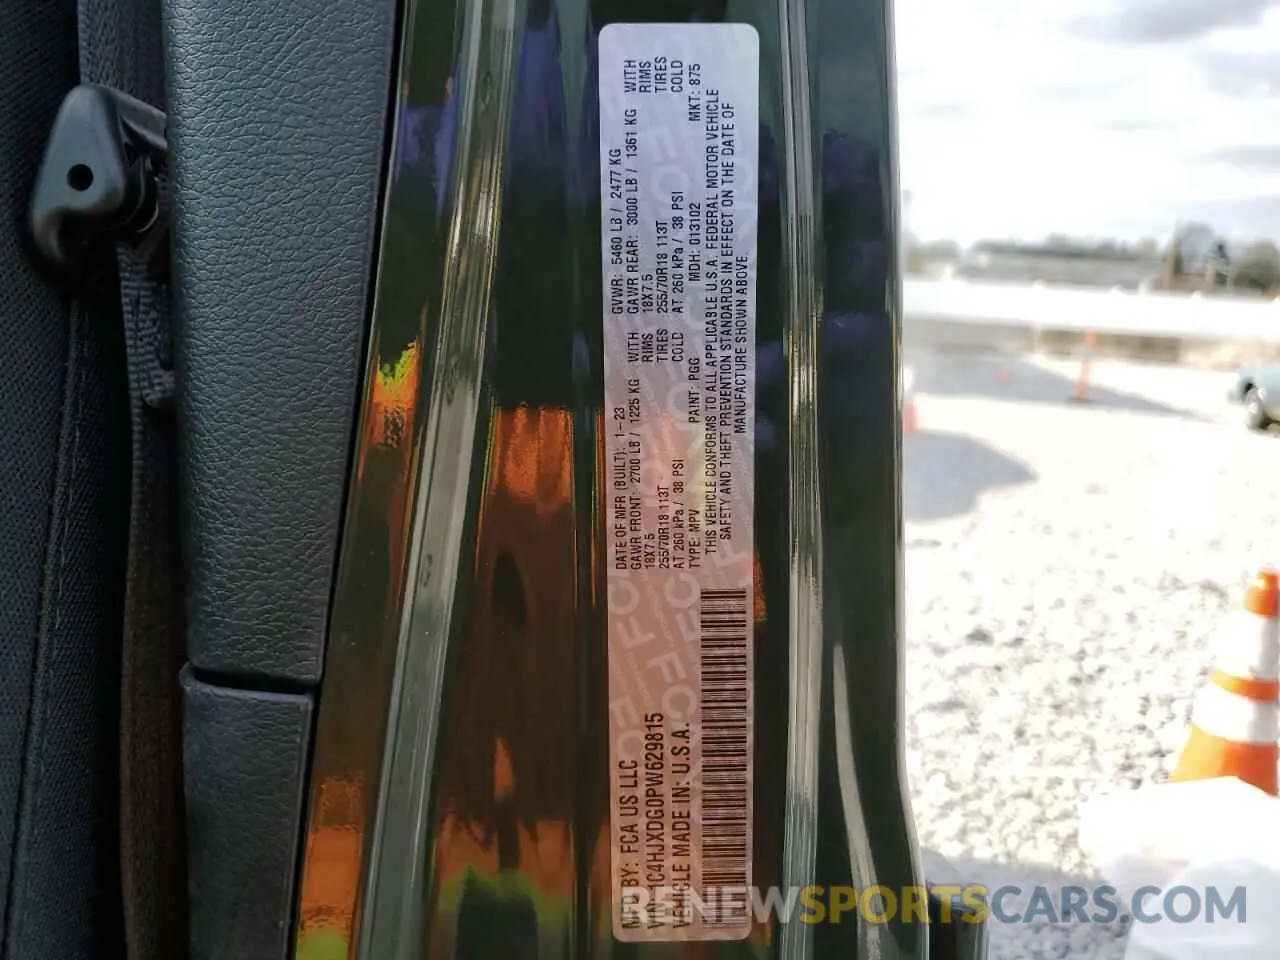 MFD BY: FCA US LLC
1C4HJXDG0PW629815
VEHICLE MADE IN: U.S.A.
DATE OF MFR (BUILT): 1-23 GVWR: 5460 LB / 2477 KG
GAWR FRONT: 2700 LB / 1225 KG WITH GAWR REAR: 3000 LB / 1361 KG WITH
18X7.5 RIMS 18X7.5 RIMS
255/70R18 113T TIRES 255/70R18 113T TIRES
AT 260 kPa / 38 PSI COLD AT 260 kPa / 38 PSI COLD
TYPE: MPV PAINT: PGG MDH: 013102 MKT: 875
THIS VEHICLE CONFORMS TO ALL APPLICABLE U.S.A. FEDERAL MOTOR VEHICLE
SAFETY AND THEFT PREVENTION STANDARDS IN EFFECT ON THE DATE OF
MANUFACTURE SHOWN ABOVE.
RENEWSPORTSCARS.COM